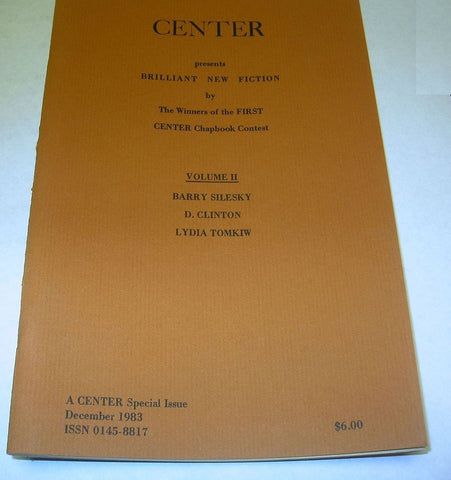 CENTER
presents
BRILLIANT NEW FICTION
by
The Winners of the FIRST
CENTER Chapbook Contest
VOLUME II
BARRY SILESKY
D. CLINTON
LYDIA TOMKIW
A CENTER Special Issue
December 1983
ISSN 0145-8817
$6.00